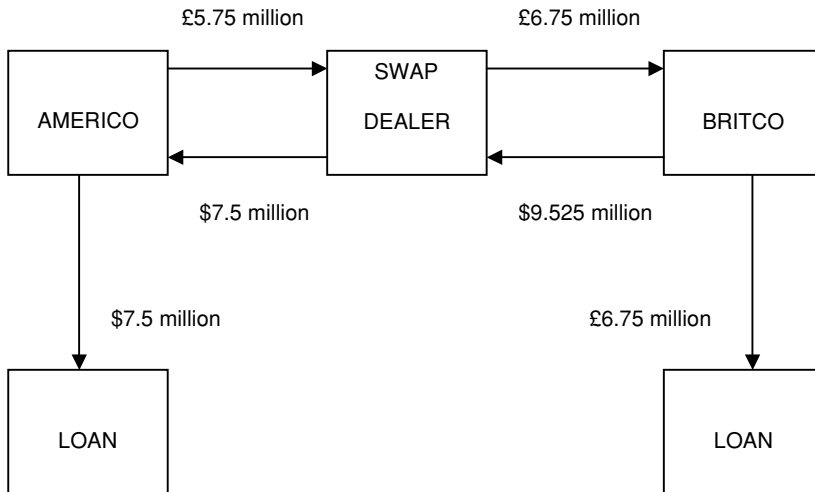 £5.75 million
£6.75 million
AMERICO
SWAP
DEALER
BRITCO
$7.5 million
$9.525 million
$7.5 million
£6.75 million
LOAN
LOAN